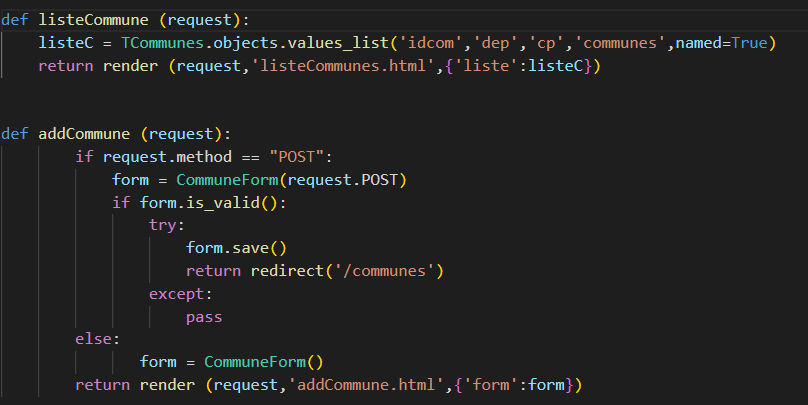 def listeCommune (request):
    listeC = TCommunes.objects.values_list('idcom','dep','cp','communes',named=True)
    return render (request,'listeCommunes.html',{'liste':listeC})
def addCommune (request):
        if request.method == "POST":
            form = CommuneForm(request.POST)
            if form.is_valid():
                try:
                    form.save()
                    return redirect('/communes')
                except:
                    pass
        else:
               form = CommuneForm()
        return render (request,'addCommune.html',{'form':form})